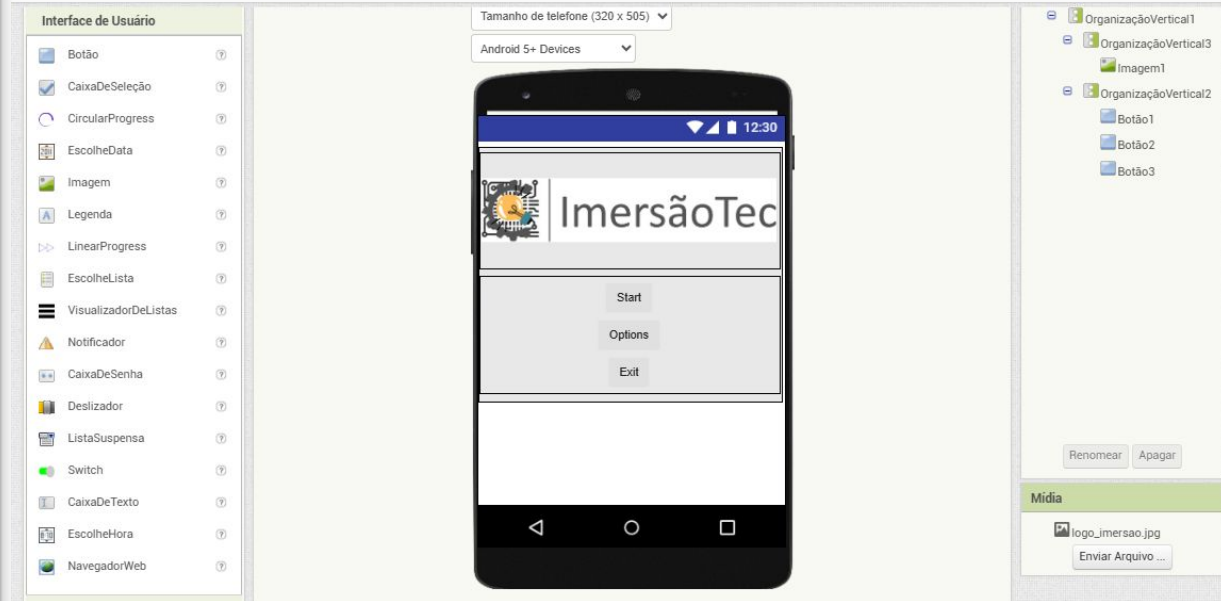 Interface de Usuário
Botão
CaixaDeSeleção
CircularProgress
EscolheData
Imagem
Legenda
LinearProgress
EscolheLista
VisualizadorDeListas
Notificador
CaixaDeSenha
Deslizador
ListaSuspensa
Switch
CaixaDeTexto
EscolheHora
NavegadorWeb
Tamanho de telefone (320 x 505)
Android 5+ Devices
12:30
ImersãoTec
Start
Options
Exit
OrganizaçãoVertical1
OrganizaçãoVertical3
Imagem1
OrganizaçãoVertical2
Botão1
Botão2
Botão3
Renomear Apagar
Mídia
logo_imersao.jpg
Enviar Arquivo ...